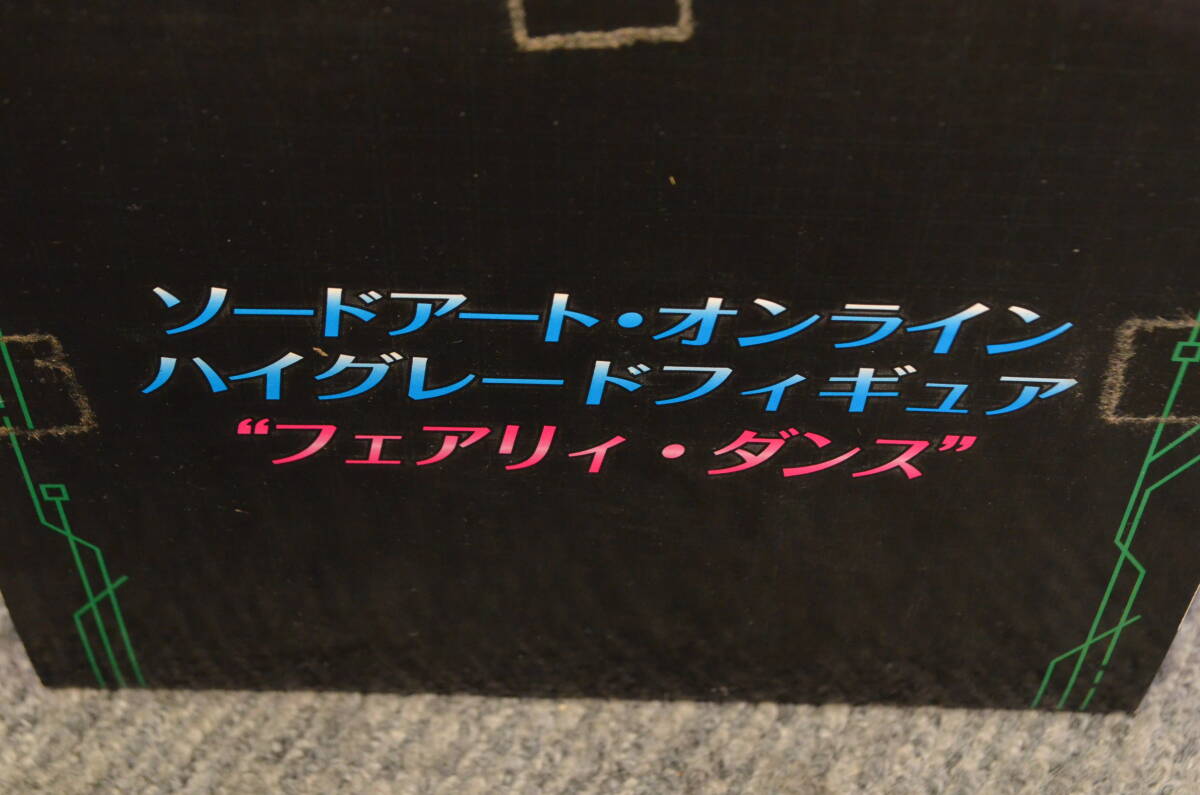 ソードアート・オンライン
ハイグレードフィギュア
“フェアリィ・ダンス”